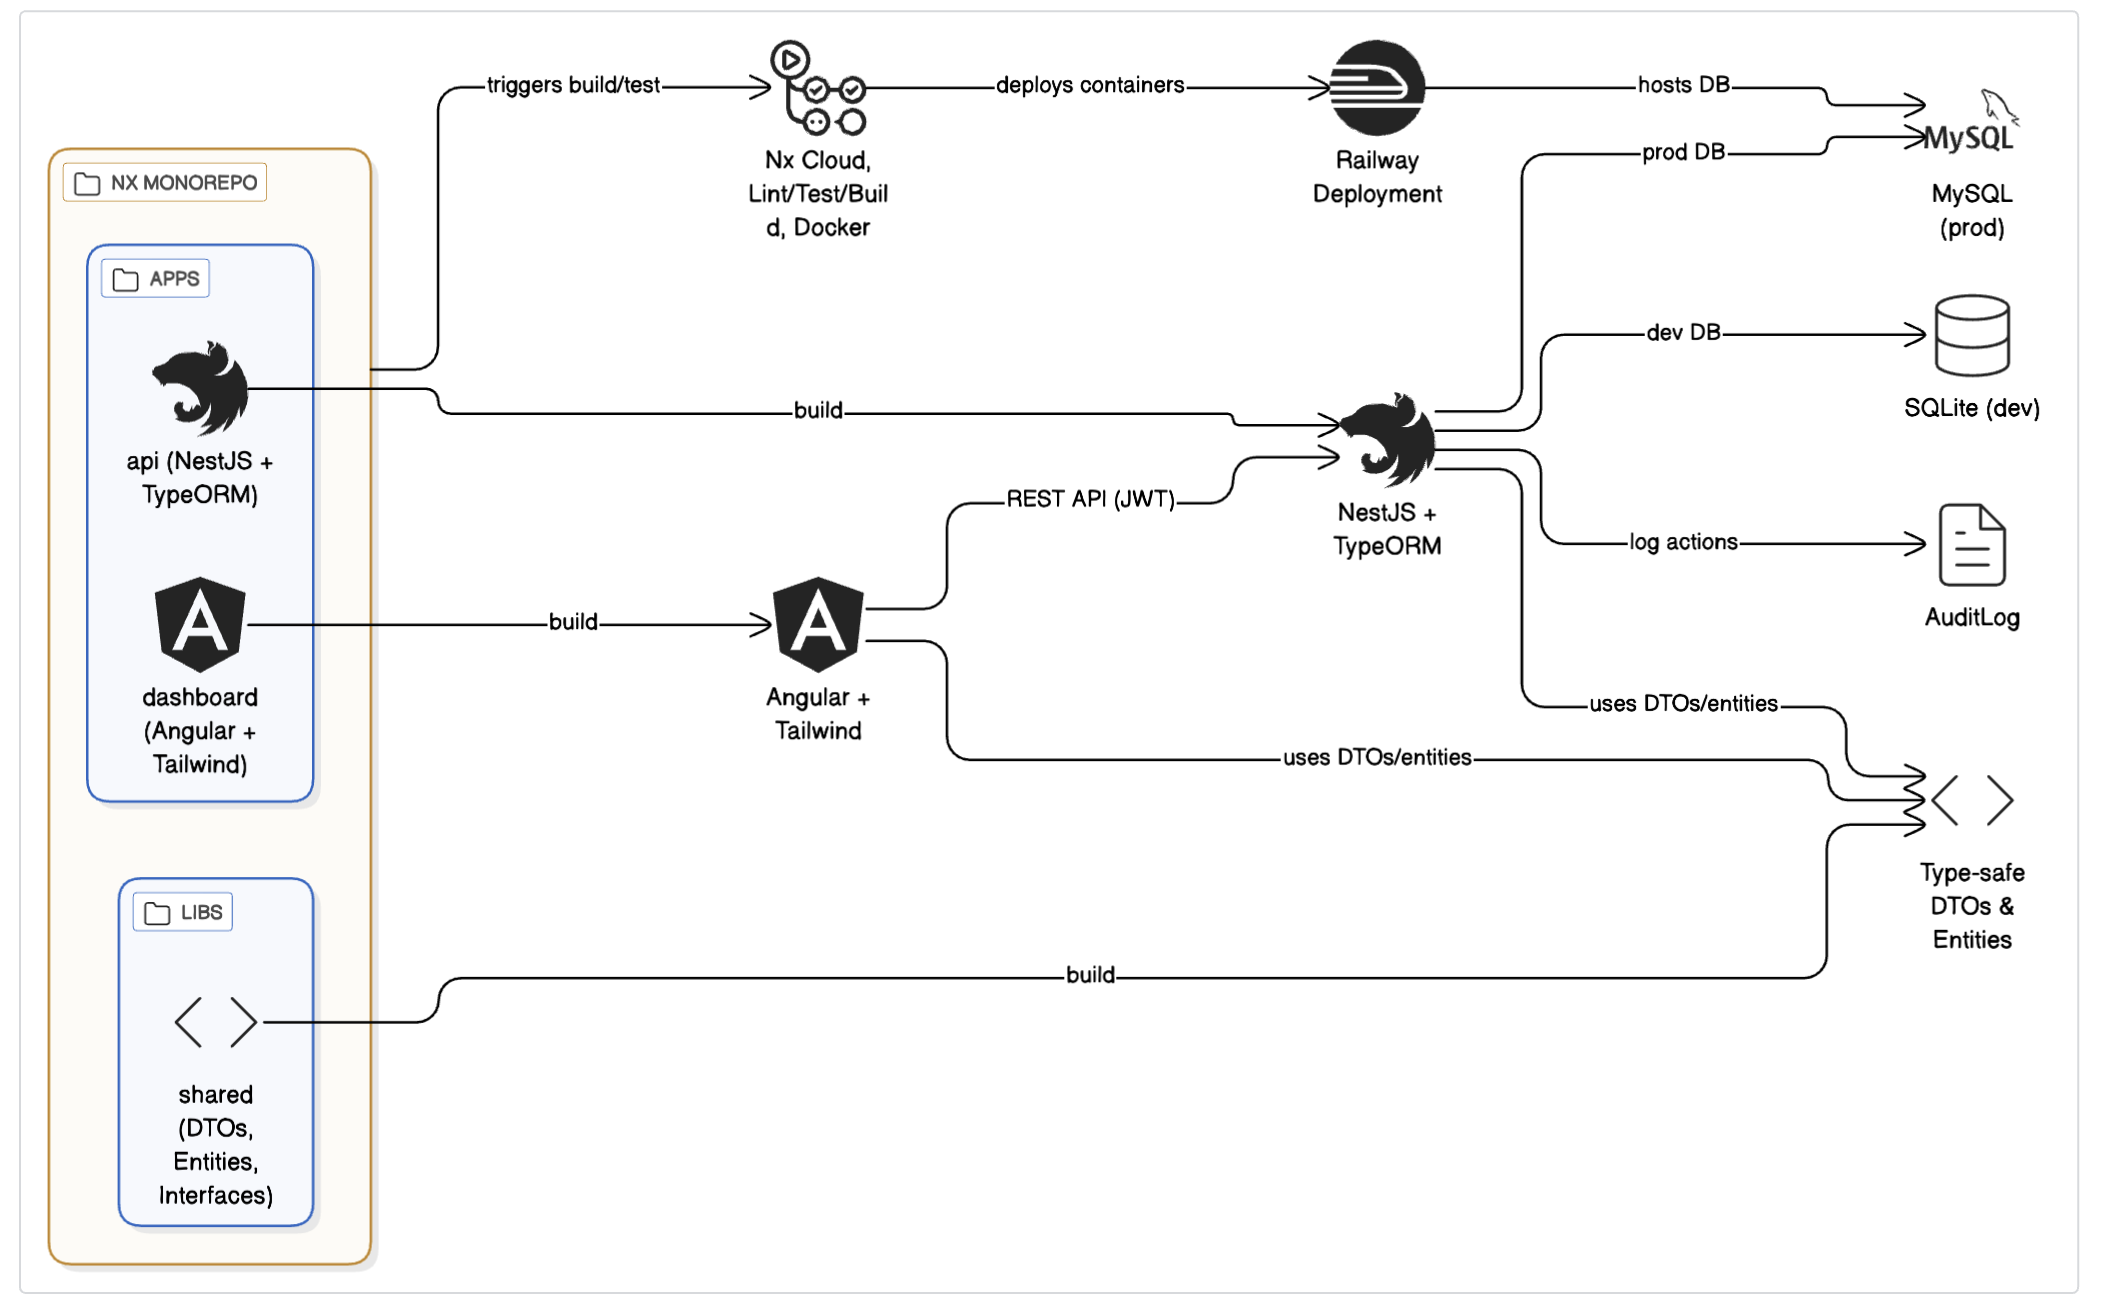 triggers build/test
deploys containers
hosts DB
MySQL
Nx Cloud,
Lint/Test/Buil
d, Docker
Railway
Deployment
prod DB
MySQL
(prod)
NX MONOREPO
APPS
api (NestJS +
TypeORM)
build
NestJS +
TypeORM
dev DB
SQLite (dev)
REST API (JWT)
log actions
AuditLog
dashboard
(Angular +
Tailwind)
build
Angular +
Tailwind
uses DTOs/entities
uses DTOs/entities
Type-safe
DTOs &
Entities
LIBS
build
shared
(DTOs,
Entities,
Interfaces)